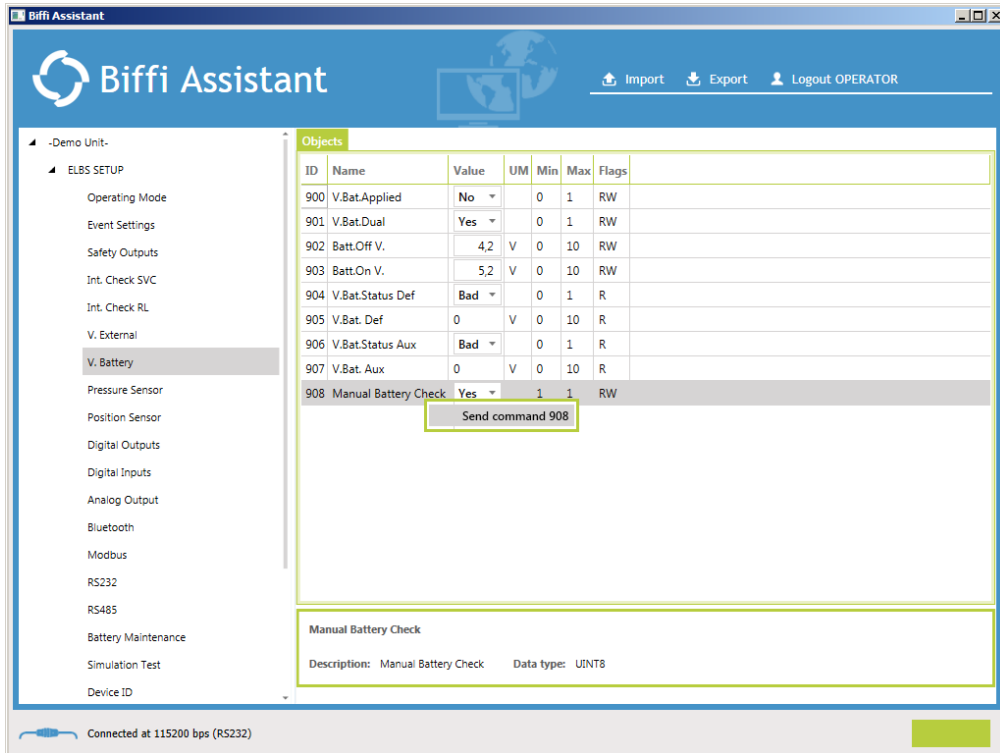 Biffi Assistant
Biffi Assistant
Import Export Logout OPERATOR
-Demo Unit-
ELBS SETUP
Operating Mode
Event Settings
Safety Outputs
Int. Check SVC
Int. Check RL
V. External
V. Battery
Pressure Sensor
Position Sensor
Digital Outputs
Digital Inputs
Analog Output
Bluetooth
Modbus
RS232
RS485
Battery Maintenance
Simulation Test
Device ID
Objects
ID Name Value UM Min Max Flags
900 V.Bat.Applied No 0 1 RW
901 V.Bat.Dual Yes 0 1 RW
902 Batt.Off V. 4,2 V 0 10 RW
903 Batt.On V. 5,2 V 0 10 RW
904 V.Bat.Status Def Bad 0 1 R
905 V.Bat. Def 0 V 0 10 R
906 V.Bat.Status Aux Bad 0 1 R
907 V.Bat. Aux 0 V 0 10 R
908 Manual Battery Check Yes 1 1 RW
Send command 908
Manual Battery Check
Description: Manual Battery Check Data type: UINT8
Connected at 115200 bps (RS232)